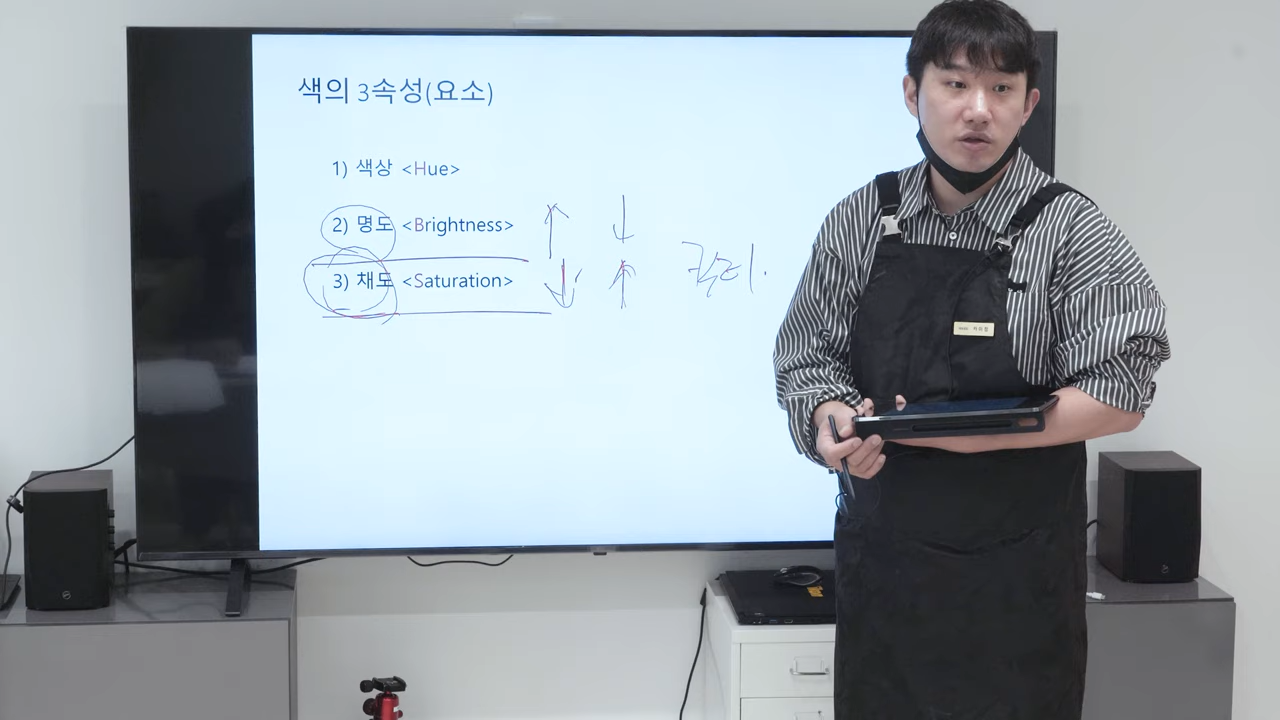 색의 3속성(요소)
1) 색상 <Hue>
2) 명도 <Brightness>
3) 채도 <Saturation>